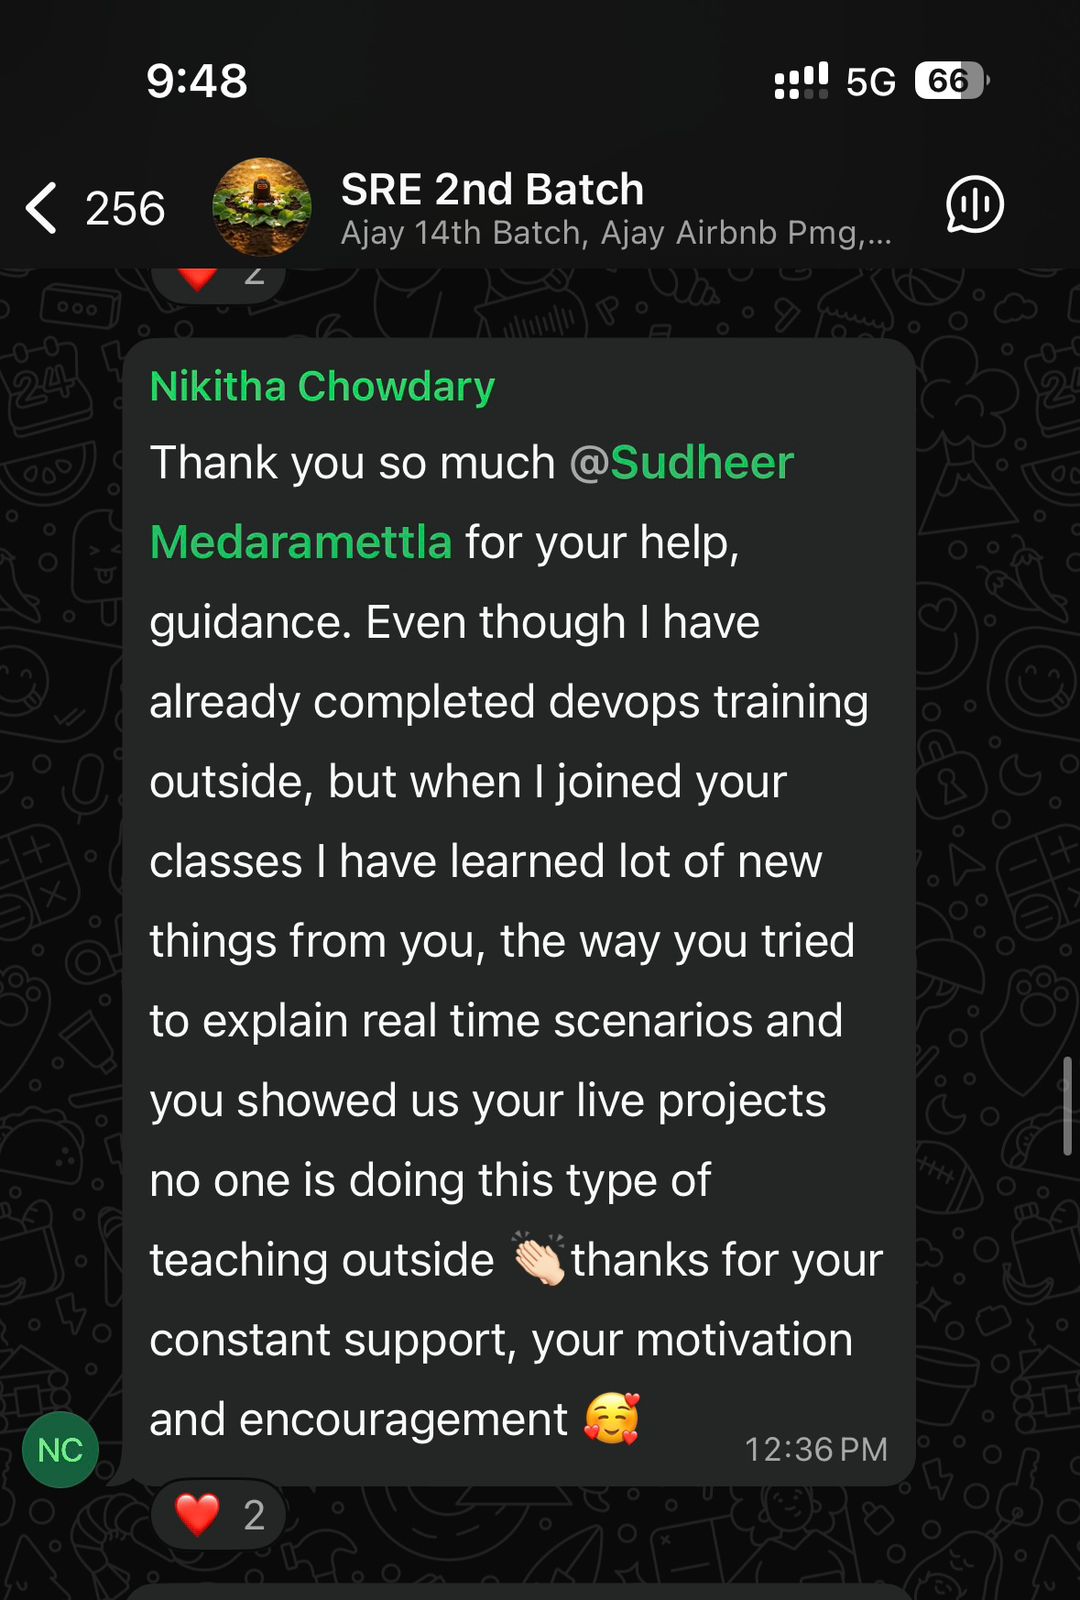 9:48
5G
66
256
SRE 2nd Batch
Ajay 14th Batch, Ajay Airbnb Pmg,...
❤️ 2
Nikitha Chowdary
Thank you so much @Sudheer
Medaramettla for your help,
guidance. Even though I have
already completed devops training
outside, but when I joined your
classes I have learned lot of new
things from you, the way you tried
to explain real time scenarios and
you showed us your live projects
no one is doing this type of
teaching outside 👏🏻thanks for your
constant support, your motivation
and encouragement 🥰
12:36 PM
NC
❤️ 2